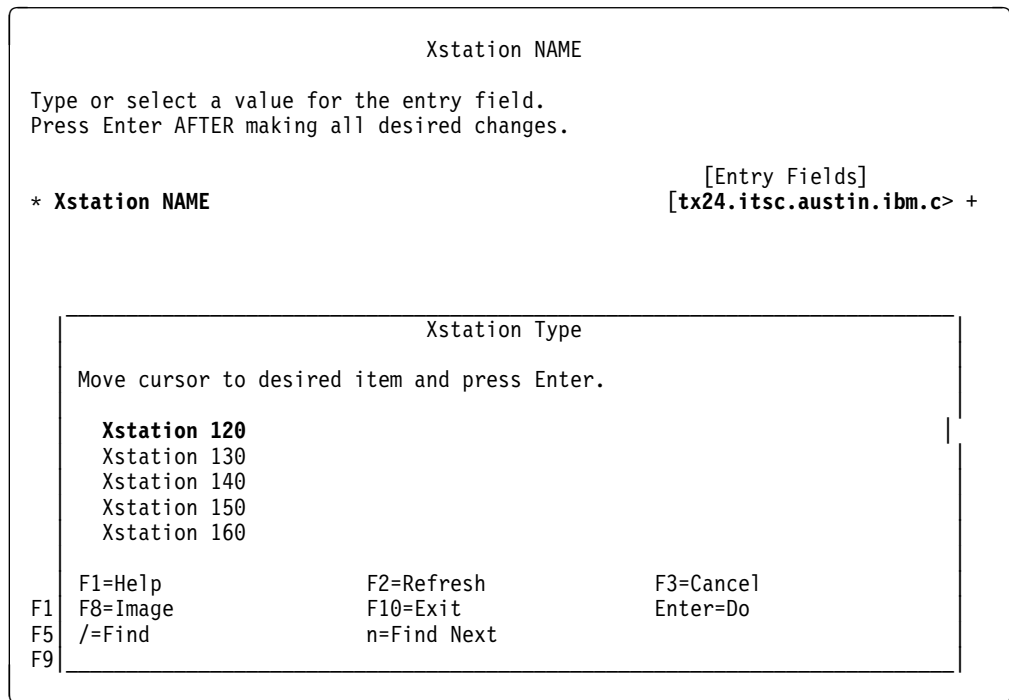 Xstation NAME
Type or select a value for the entry field.
Press Enter AFTER making all desired changes.
[Entry Fields]
* Xstation NAME [tx24.itsc.austin.ibm.c> +
Xstation Type
Move cursor to desired item and press Enter.
Xstation 120
Xstation 130
Xstation 140
Xstation 150
Xstation 160
F1=Help F2=Refresh F3=Cancel
F1 F8=Image F10=Exit Enter=Do
F5 /=Find n=Find Next
F9